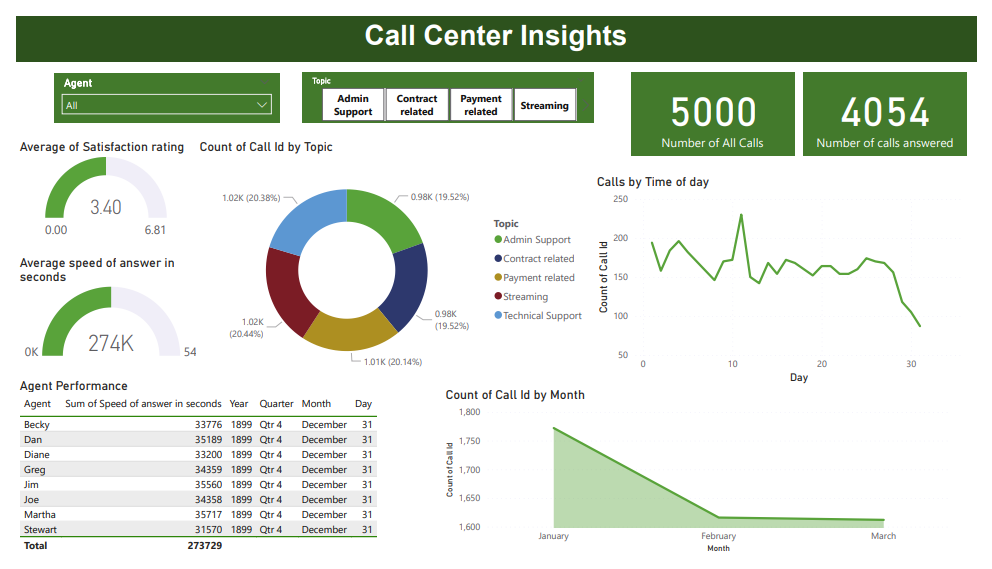 Call Center Insights
Agent
All
Topic
Admin Support
Contract related
Payment related
Streaming
5000
Number of All Calls
4054
Number of calls answered
Average of Satisfaction rating
3.40
0.00
6.81
Average speed of answer in
seconds
274K
0K
54
Count of Call Id by Topic
1.02K (20.38%)
0.98K (19.52%)
0.98K
(19.52%)
1.01K (20.14%)
1.02K
(20.44%)
Topic
Admin Support
Contract related
Payment related
Streaming
Technical Support
Calls by Time of day
Count of Call Id
250
200
150
100
50
0
10
20
30
Day
Agent Performance
Agent Sum of Speed of answer in seconds Year Quarter Month Day
Becky 33776 1899 Qtr 4 December 31
Dan 35189 1899 Qtr 4 December 31
Diane 33200 1899 Qtr 4 December 31
Greg 34359 1899 Qtr 4 December 31
Jim 35560 1899 Qtr 4 December 31
Joe 34358 1899 Qtr 4 December 31
Martha 35717 1899 Qtr 4 December 31
Stewart 31570 1899 Qtr 4 December 31
Total 273729
Count of Call Id by Month
Count of Call Id
1,800
1,750
1,700
1,650
1,600
January
February
March
Month